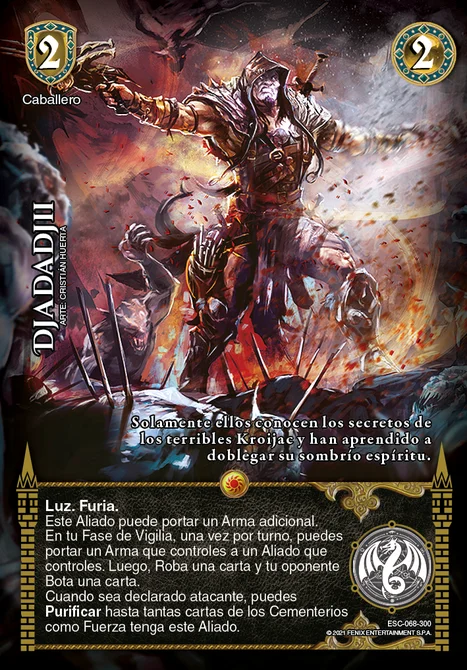 2
2
Caballero
DJADADJII
ARTE: CRISTIÁN HUERTA
Solamente ellos conocen los secretos de
los terribles Kroijac y han aprendido a
doblegar su sombrío espíritu.
Luz. Furia.
Este Aliado puede portar un Arma adicional.
En tu Fase de Vigilia, una vez por turno, puedes
portar un Arma que controles a un Aliado que
controles. Luego, Roba una carta y tu oponente
Bota una carta.
Cuando sea declarado atacante, puedes
Purificar hasta tantas cartas de los Cementerios
como Fuerza tenga este Aliado.
ESC-068-300
© 2021 FENIX ENTERTAINMENT S.P.A.